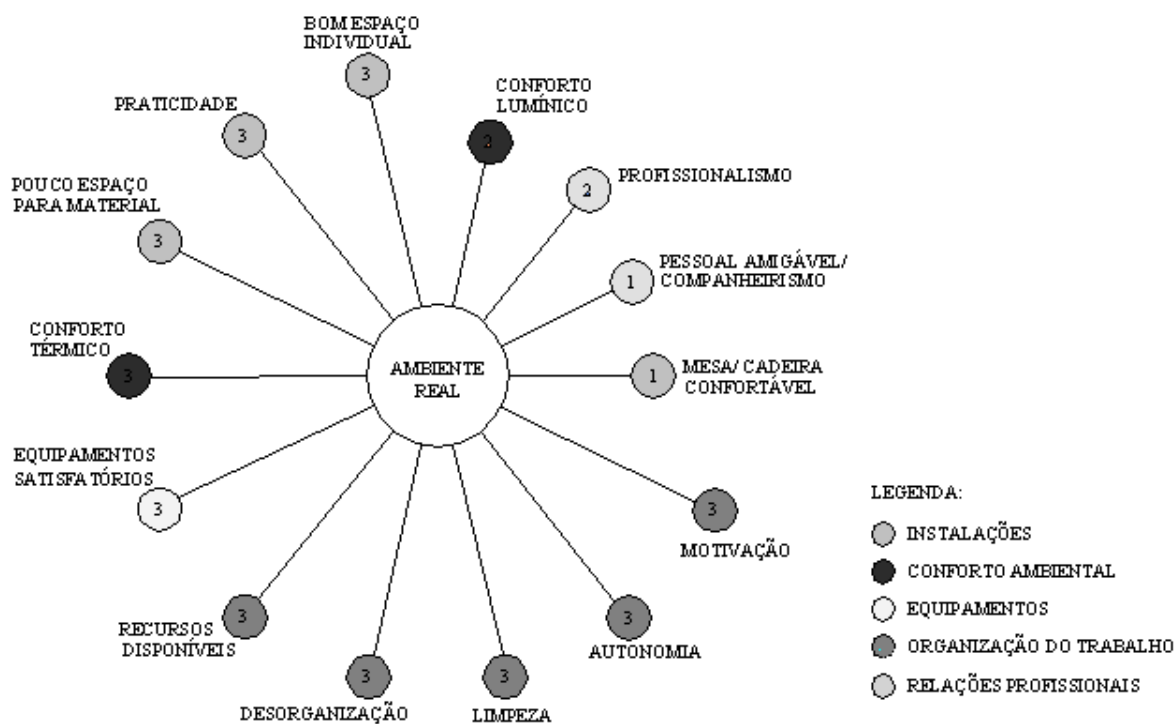 BOM ESPAÇO
INDIVIDUAL
3
CONFORTO
LUMÍNICO
2
PRATICIDADE
3
PROFISSIONALISMO
2
POUCO ESPAÇO
PARA MATERIAL
3
PESSOAL AMIGÁVEL/
COMPANHEIRISMO
1
CONFORTO
TÉRMICO
3
AMBIENTE
REAL
MESA/ CADEIRA
CONFORTÁVEL
1
EQUIPAMENTOS
SATISFATÓRIOS
3
3
MOTIVAÇÃO
RECURSOS
DISPONÍVEIS
3
3
AUTONOMIA
3
DESORGANIZAÇÃO
3
LIMPEZA
LEGENDA:
INSTALAÇÕES
CONFORTO AMBIENTAL
EQUIPAMENTOS
ORGANIZAÇÃO DO TRABALHO
RELAÇÕES PROFISSIONAIS